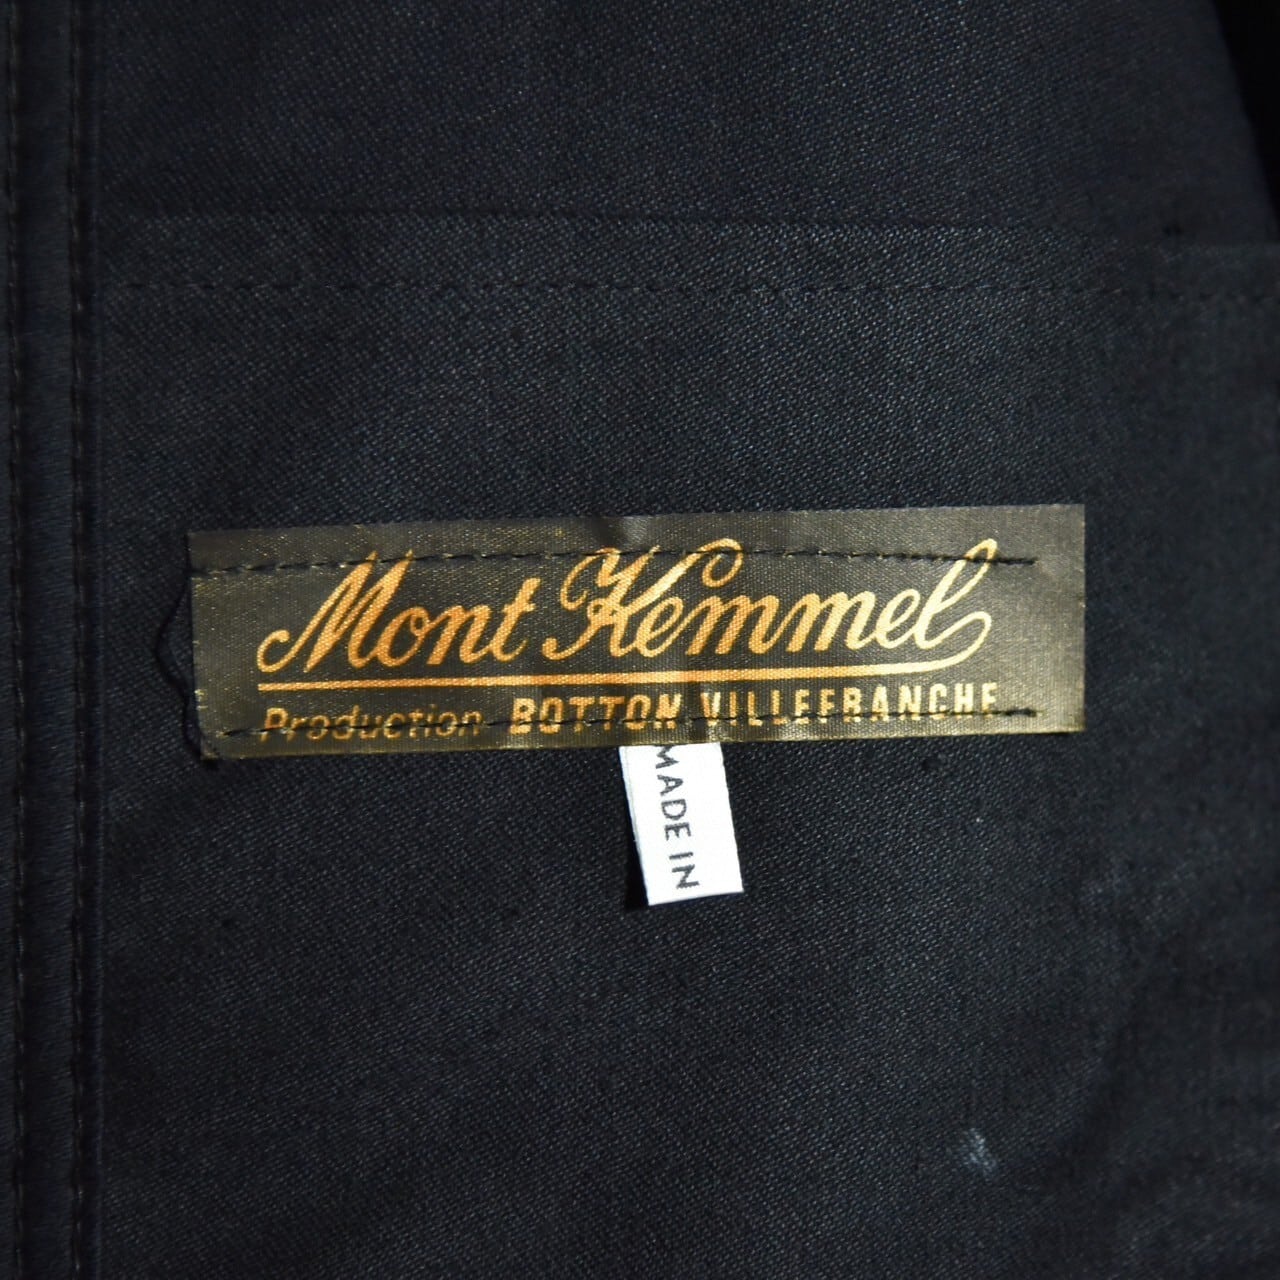 Mont Kemmel
Production BOTTON VILLEFRANCHE
MADE IN